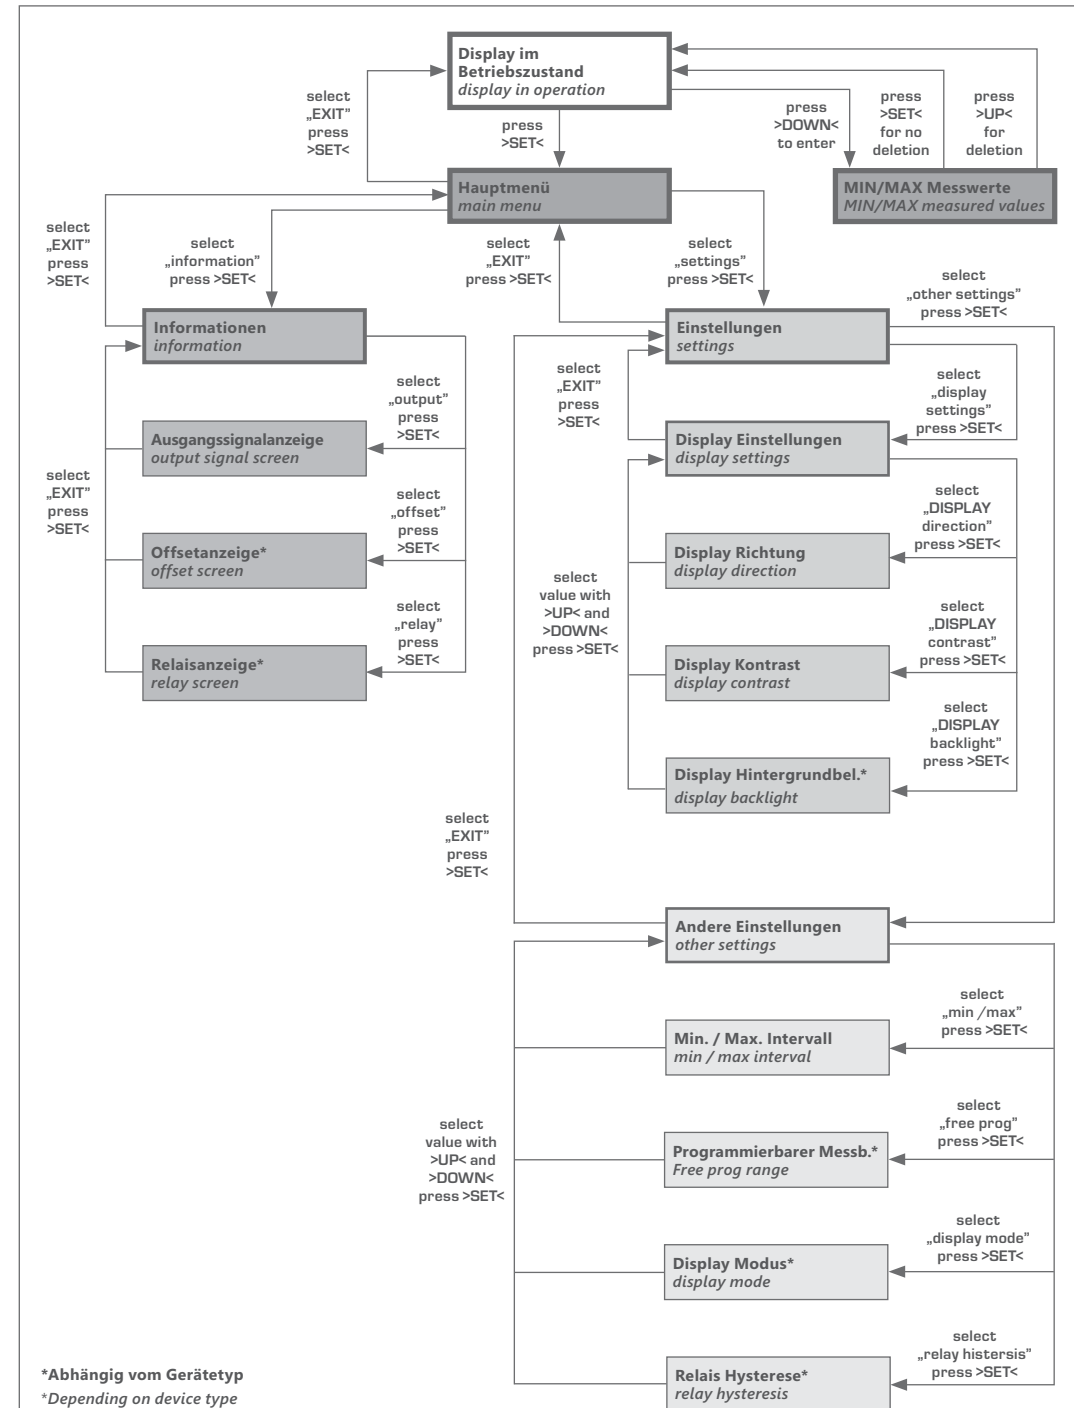 Display im
Betriebszustand
display in operation
select
„EXIT”
press
>SET<
press
>SET<
press
>DOWN<
to enter
press
>SET<
for no
deletion
press
>UP<
for
deletion
Hauptmenü
main menu
MIN/MAX Messwerte
MIN/MAX measured values
select
„EXIT”
press
>SET<
select
„information”
press >SET<
select
„EXIT”
press >SET<
select
„settings”
press >SET<
select
„other settings”
press >SET<
Informationen
information
Einstellungen
settings
select
„output”
press
>SET<
select
„EXIT”
press
>SET<
select
„display
settings”
press >SET<
Ausgangssignalanzeige
output signal screen
Display Einstellungen
display settings
select
„EXIT”
press
>SET<
select
„offset”
press
>SET<
select
„DISPLAY
direction”
press >SET<
Offsetanzeige*
offset screen
Display Richtung
display direction
select
„relay”
press
>SET<
select
value with
>UP< and
>DOWN<
press >SET<
select
„DISPLAY
contrast”
press >SET<
Relaisanzeige*
relay screen
Display Kontrast
display contrast
select
„DISPLAY
backlight”
press >SET<
Display Hintergrundbel.*
display backlight
select
„EXIT”
press
>SET<
Andere Einstellungen
other settings
select
„min /max”
press >SET<
Min. / Max. Intervall
min / max interval
select
„free prog”
press >SET<
select
value with
>UP< and
>DOWN<
press >SET<
Programmierbarer Messb.*
Free prog range
select
„display mode”
press >SET<
Display Modus*
display mode
select
„relay histersis”
press >SET<
Relais Hysterese*
relay hysteresis
*Abhängig vom Gerätetyp
*Depending on device type